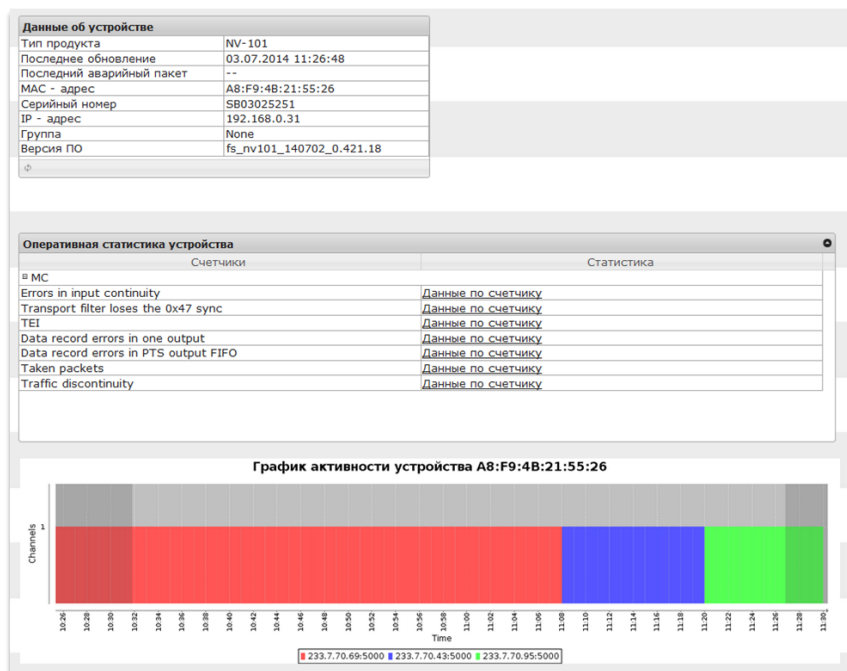 Данные об устройстве
Тип продукта NV-101
Последнее обновление 03.07.2014 11:26:48
Последний аварийный пакет --
MAC - адрес A8:F9:4B:21:55:26
Серийный номер SB03025251
IP - адрес 192.168.0.31
Группа None
Версия ПО fs_nv101_140702_0.421.18
Оперативная статистика устройства
Счетчики Статистика
MC
Errors in input continuity Данные по счетчику
Transport filter loses the 0x47 sync Данные по счетчику
TEI Данные по счетчику
Data record errors in one output Данные по счетчику
Data record errors in PTS output FIFO Данные по счетчику
Taken packets Данные по счетчику
Traffic discontinuity Данные по счетчику
График активности устройства A8:F9:4B:21:55:26
Channels
1
10:26 10:28 10:30 10:32 10:34 10:36 10:38 10:40 10:42 10:44 10:46 10:48 10:50 10:52 10:54 10:56 10:58 11:00 11:02 11:04 11:06 11:08 11:10 11:12 11:14 11:16 11:18 11:20 11:22 11:24 11:26 11:28 11:30
Time
233.7.70.69:5000 233.7.70.43:5000 233.7.70.95:5000